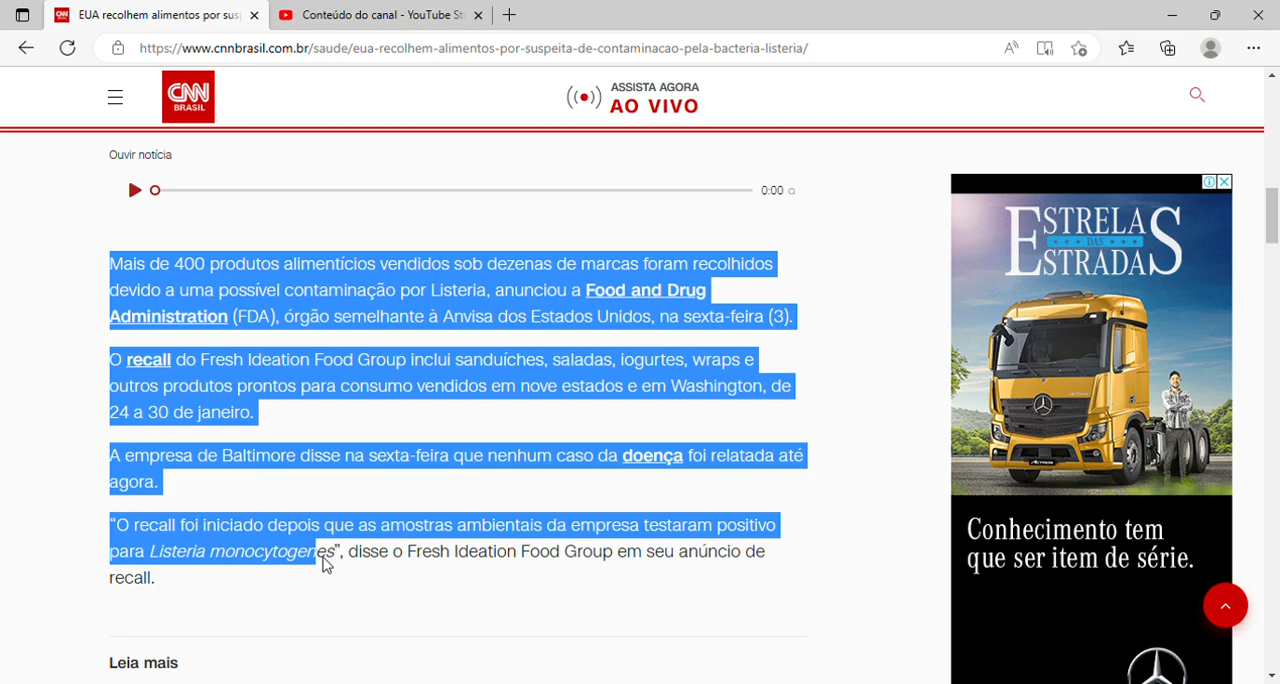 EUA recolhem alimentos por sus
Conteúdo do canal - YouTube St
https://www.cnnbrasil.com.br/saude/eua-recolhem-alimentos-por-suspeita-de-contaminacao-pela-bacteria-listeria/
CNN
BRASIL
ASSISTA AGORA
AO VIVO
Ouvir notícia
0:00
Mais de 400 produtos alimentícios vendidos sob dezenas de marcas foram recolhidos
devido a uma possível contaminação por Listeria, anunciou a Food and Drug
Administration (FDA), órgão semelhante à Anvisa dos Estados Unidos, na sexta-feira (3).
O recall do Fresh Ideation Food Group inclui sanduíches, saladas, iogurtes, wraps e
outros produtos prontos para consumo vendidos em nove estados e em Washington, de
24 a 30 de janeiro.
A empresa de Baltimore disse na sexta-feira que nenhum caso da doença foi relatada até
agora.
"O recall foi iniciado depois que as amostras ambientais da empresa testaram positivo
para Listeria monocytogenes", disse o Fresh Ideation Food Group em seu anúncio de
recall.
Leia mais
ESTRELAS
DAS
ESTRADAS
Conhecimento tem
que ser item de série.